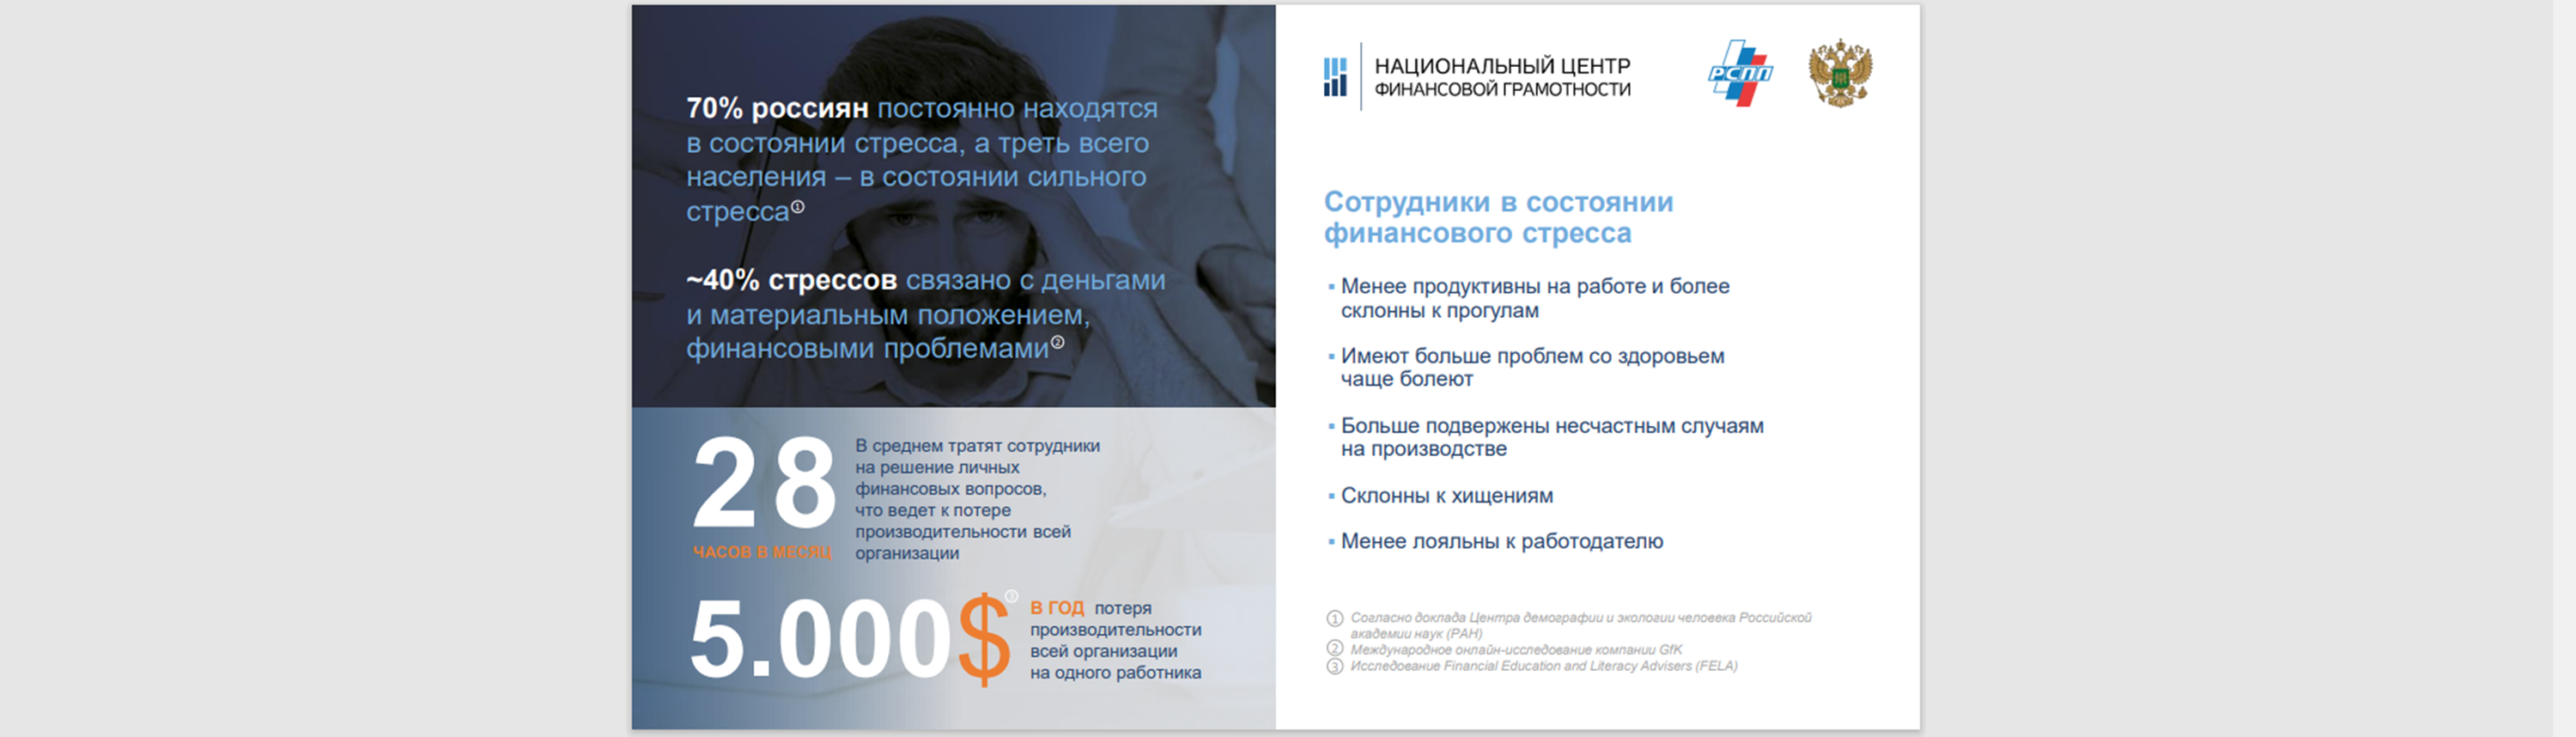 70% россиян постоянно находятся
в состоянии стресса, а треть всего
населения – в состоянии сильного
стресса①
~40% стрессов связано с деньгами
и материальным положением,
финансовыми проблемами②
28
ЧАСОВ В МЕСЯЦ
В среднем тратят сотрудники
на решение личных
финансовых вопросов,
что ведет к потере
производительности всей
организации
5.000$③
В ГОД потеря
производительности
всей организации
на одного работника
НАЦИОНАЛЬНЫЙ ЦЕНТР
ФИНАНСОВОЙ ГРАМОТНОСТИ
РСПП
Сотрудники в состоянии
финансового стресса
▪ Менее продуктивны на работе и более
склонны к прогулам
▪ Имеют больше проблем со здоровьем
чаще болеют
▪ Больше подвержены несчастным случаям
на производстве
▪ Склонны к хищениям
▪ Менее лояльны к работодателю
① Согласно доклада Центра демографии и экологии человека Российской
академии наук (РАН)
② Международное онлайн-исследование компании GfK
③ Исследование Financial Education and Literacy Advisers (FELA)